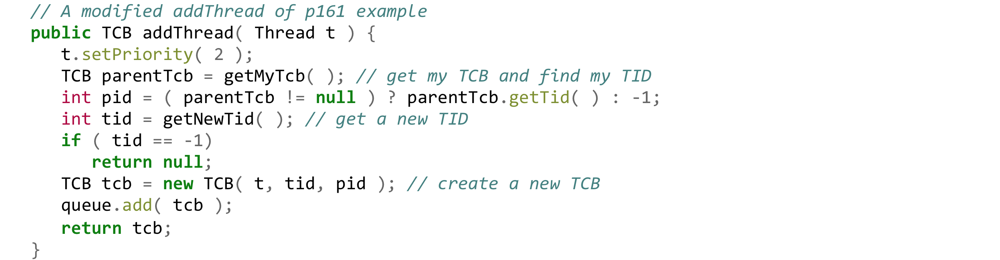 // A modified addThread of p161 example
public TCB addThread( Thread t ) {
   t.setPriority( 2 );
   TCB parentTcb = getMyTcb( ); // get my TCB and find my TID
   int pid = ( parentTcb != null ) ? parentTcb.getTid( ) : -1;
   int tid = getNewTid( ); // get a new TID
   if ( tid == -1)
      return null;
   TCB tcb = new TCB( t, tid, pid ); // create a new TCB
   queue.add( tcb );
   return tcb;
}